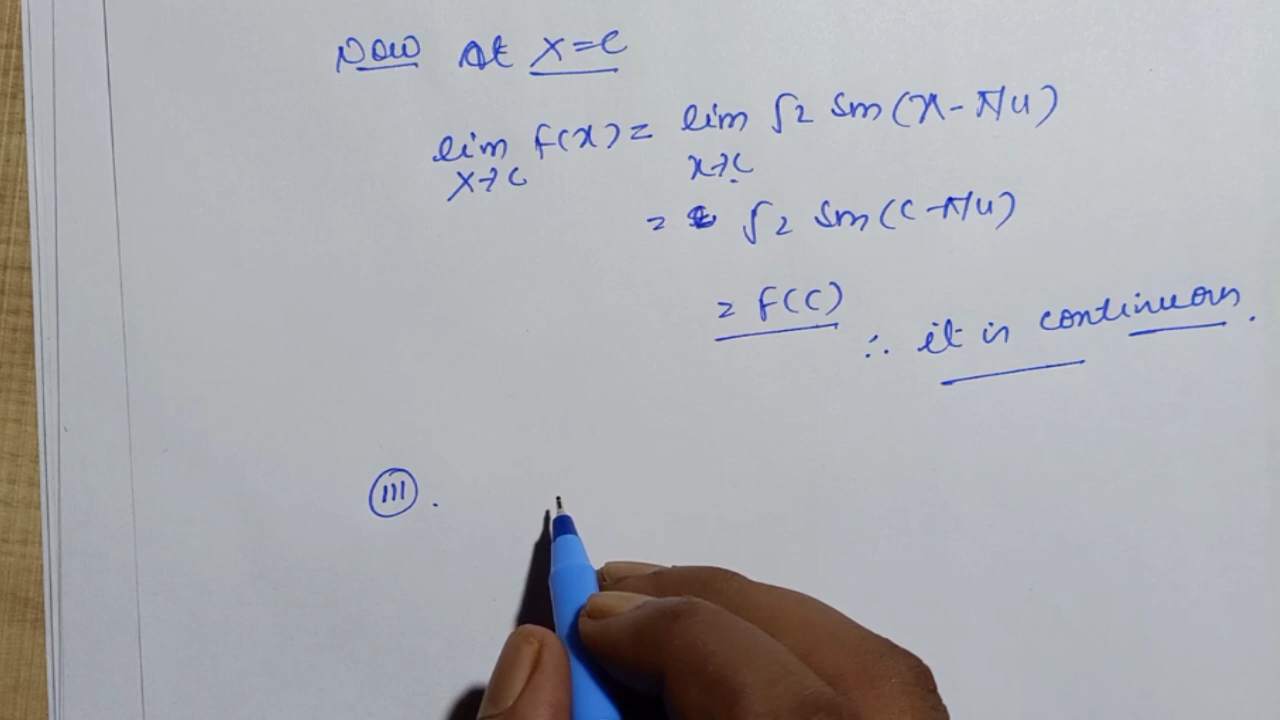 Now At x=c
lim f(x) = lim √2 sin(x-π/4)
x→c x→c
= √2 sin(c-π/4)
= f(c)
∴ it is continuous.
(iii).